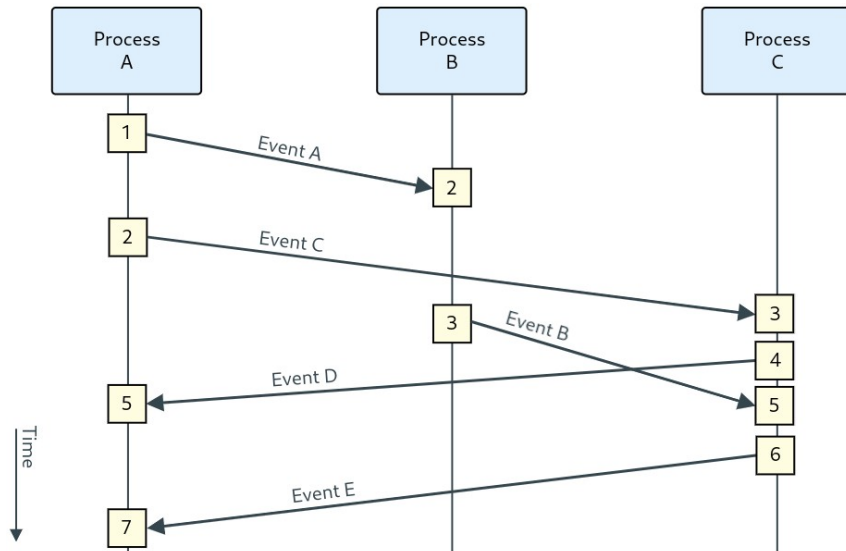 Process
A
Process
B
Process
C
1
Event A
2
2
Event C
3
3
Event B
4
Event D
5
5
Time
6
Event E
7